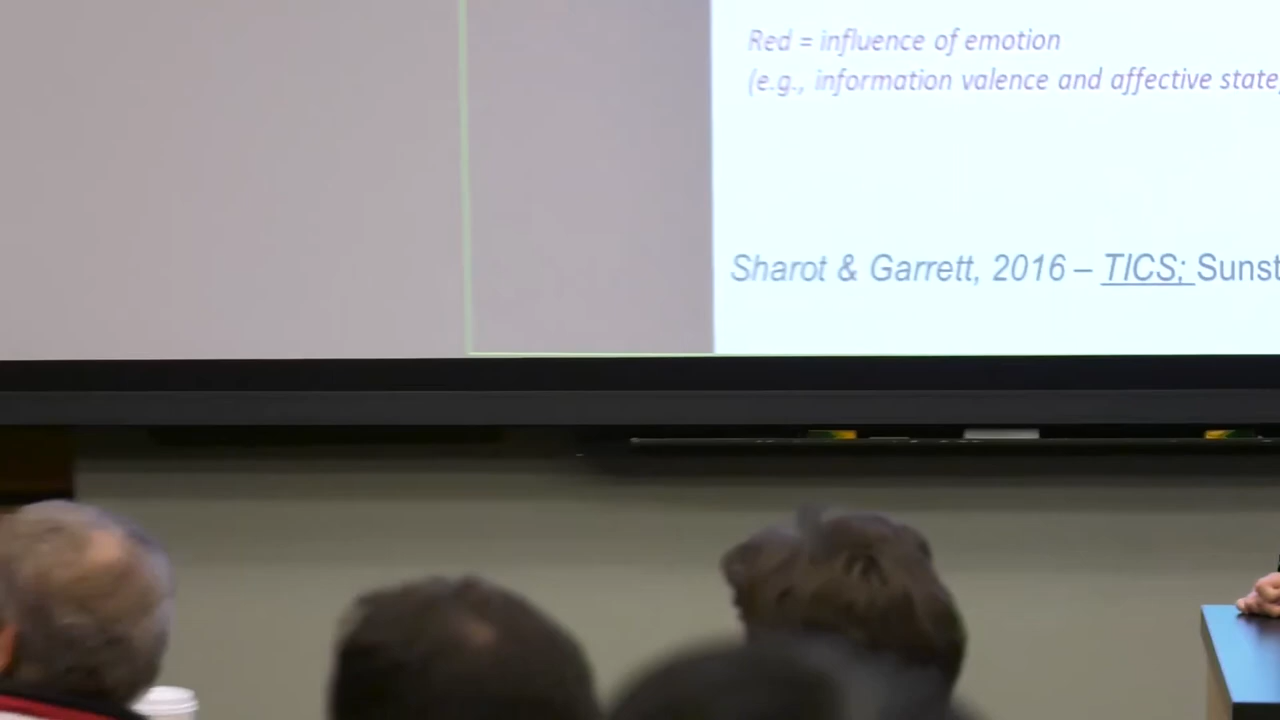 Red = influence of emotion
(e.g., information valence and affective state
Sharot & Garrett, 2016 – TICS; Sunst